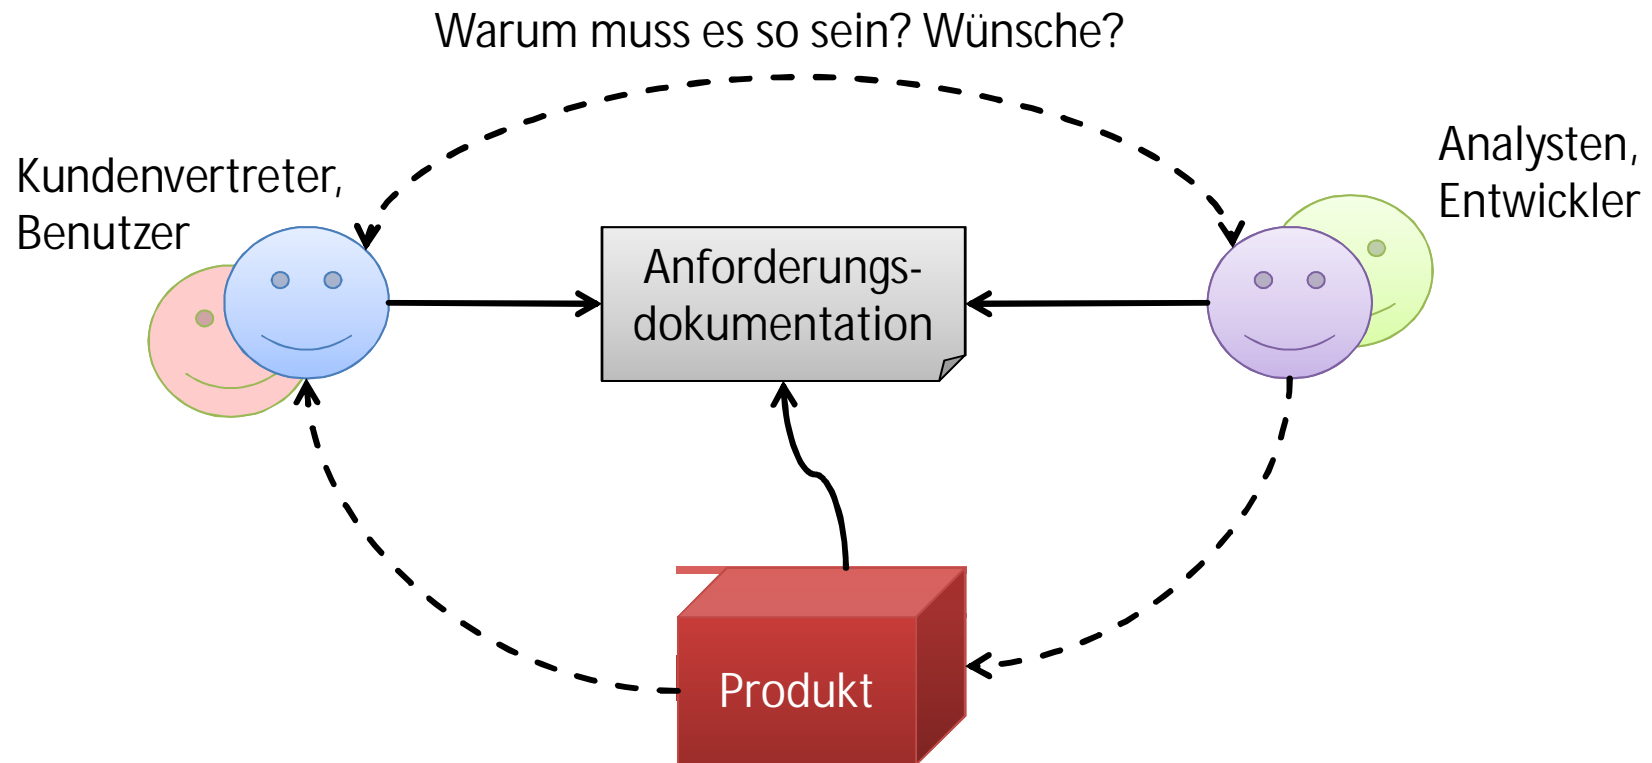 Warum muss es so sein? Wünsche?
Kundenvertreter,
Benutzer
Analysten,
Entwickler
Anforderungs-
dokumentation
Produkt